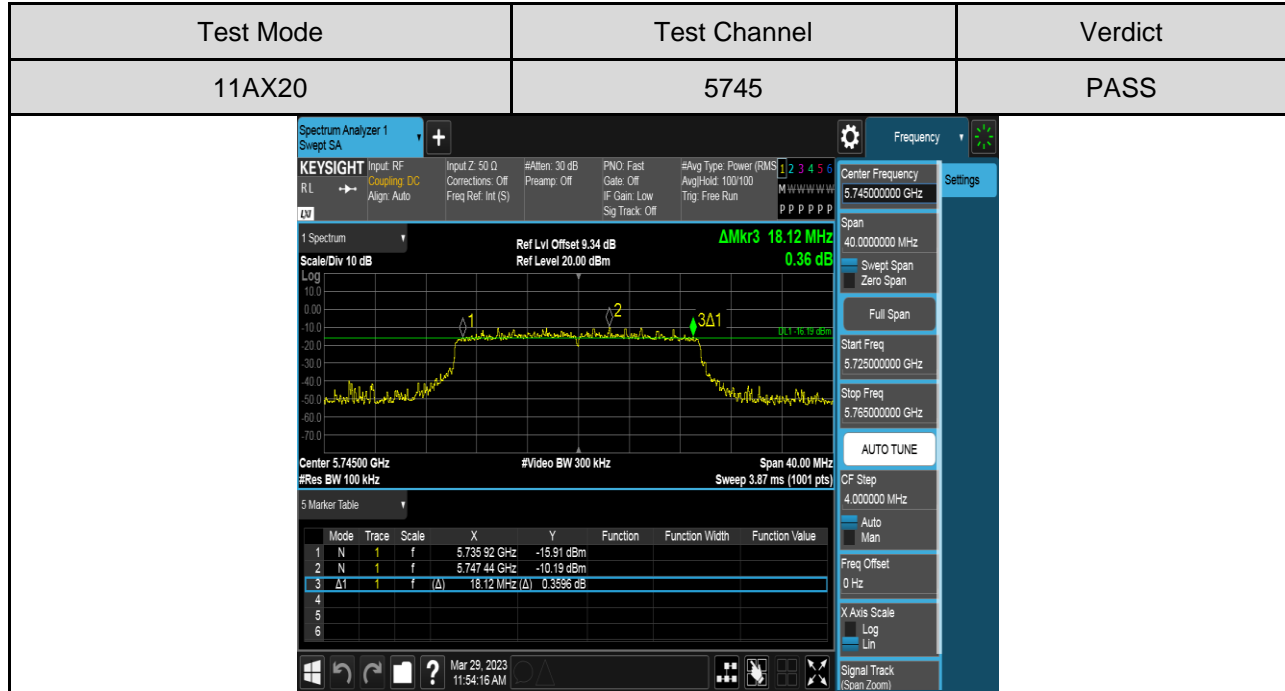 Test Mode Test Channel Verdict
11AX20 5745 PASS
Spectrum Analyzer 1
Swept SA
+
Frequency
KEYSIGHT Input: RF Input Z: 50 Ω #Atten: 30 dB PNO: Fast #Avg Type: Power (RMS 1 2 3 4 5 6
RL Coupling: DC Corrections: Off Preamp: Off Gate: Off Avg|Hold: 100/100 M W W W W W
Align: Auto Freq Ref: Int (S) IF Gain: Low Trig: Free Run
LXI Sig Track: Off P P P P P P
1 Spectrum
Ref Lvl Offset 9.34 dB ΔMkr3 18.12 MHz
Scale/Div 10 dB Ref Level 20.00 dBm 0.36 dB
Log
10.0
0.00
-10.0
-20.0
-30.0
-40.0
-50.0
-60.0
-70.0
1 2 3Δ1
DL1 -16.19 dBm
Center 5.74500 GHz #Video BW 300 kHz Span 40.00 MHz
#Res BW 100 kHz Sweep 3.87 ms (1001 pts)
5 Marker Table
Mode Trace Scale X Y Function Function Width Function Value
1 N 1 f 5.735 92 GHz -15.91 dBm
2 N 1 f 5.747 44 GHz -10.19 dBm
3 Δ1 1 f (Δ) 18.12 MHz (Δ) 0.3596 dB
4
5
6
? Mar 29, 2023
11:54:16 AM
Center Frequency
5.745000000 GHz
Settings
Span
40.0000000 MHz
Swept Span
Zero Span
Full Span
Start Freq
5.725000000 GHz
Stop Freq
5.765000000 GHz
AUTO TUNE
CF Step
4.000000 MHz
Auto
Man
Freq Offset
0 Hz
X Axis Scale
Log
Lin
Signal Track
(Span Zoom)